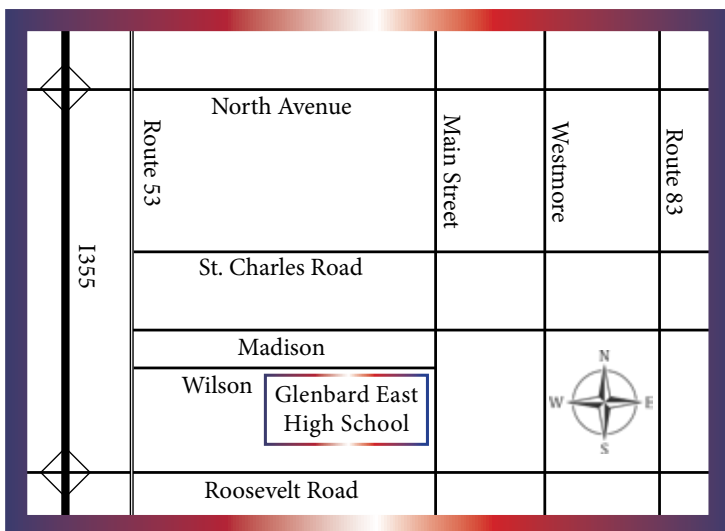 North Avenue
I355
Route 53
Main Street
Westmore
Route 83
St. Charles Road
Madison
Wilson
Glenbard East
High School
N
W
E
S
Roosevelt Road